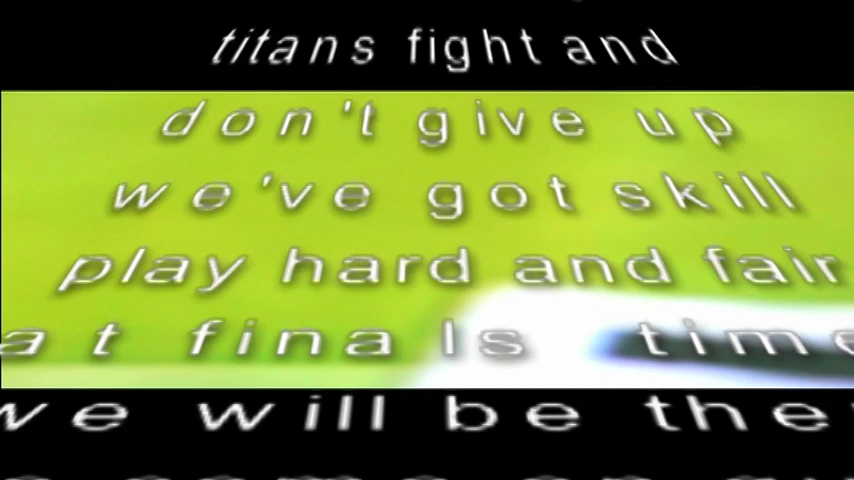 titans fight and
don't give up
we've got skill
play hard and fair
at finals time
we will be